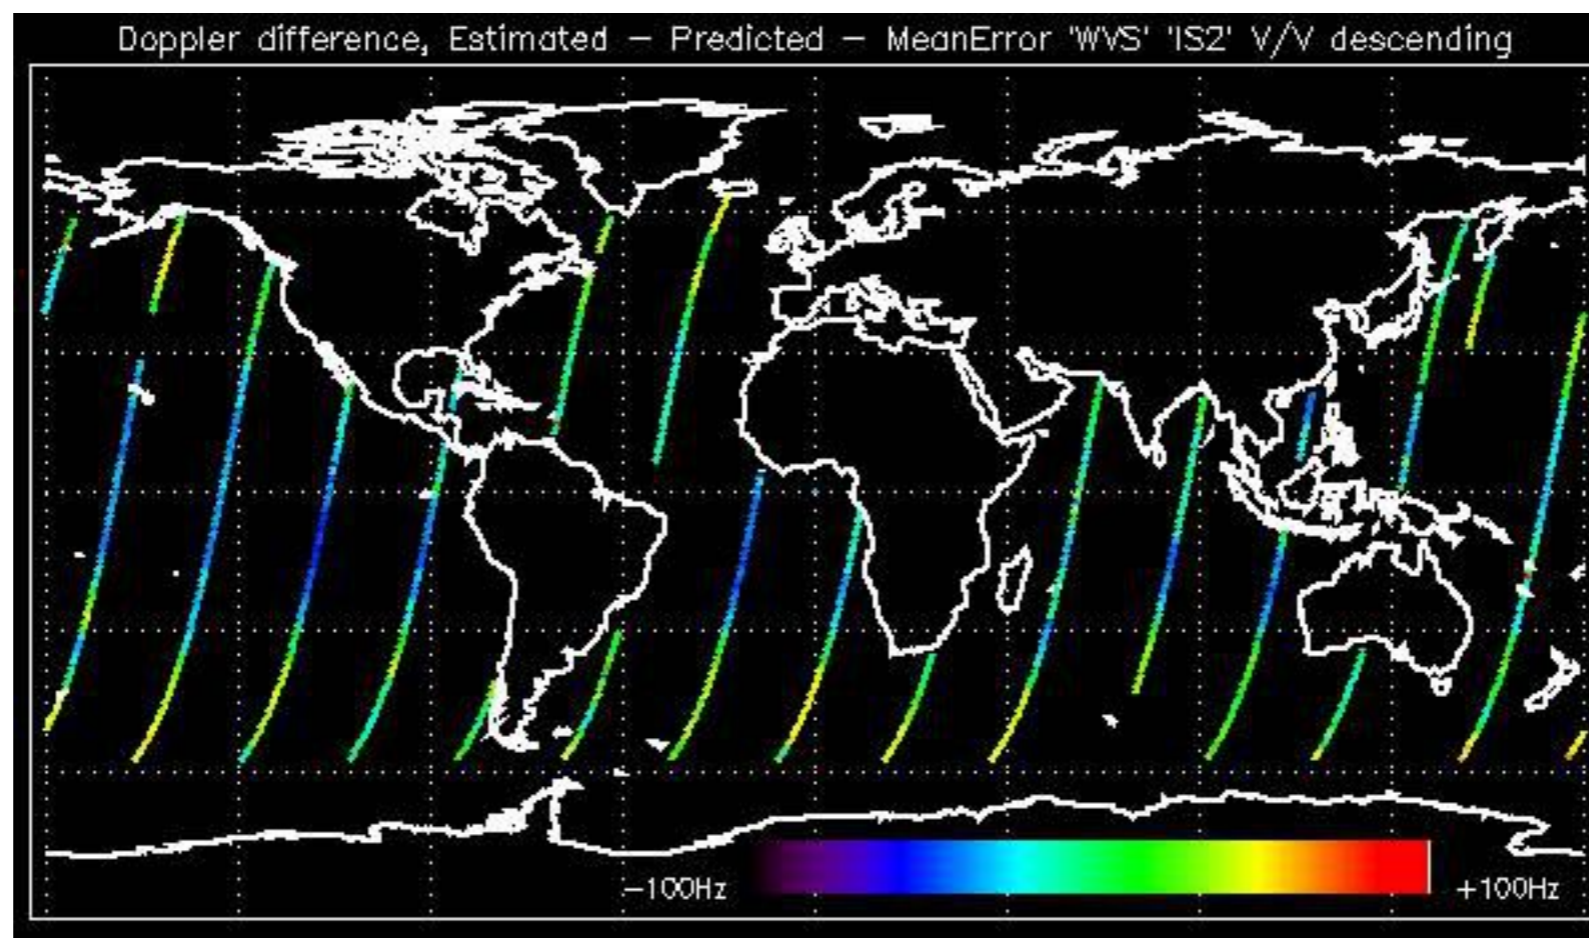 Doppler difference, Estimated – Predicted – MeanError 'WVS' 'IS2' V/V descending
–100Hz +100Hz